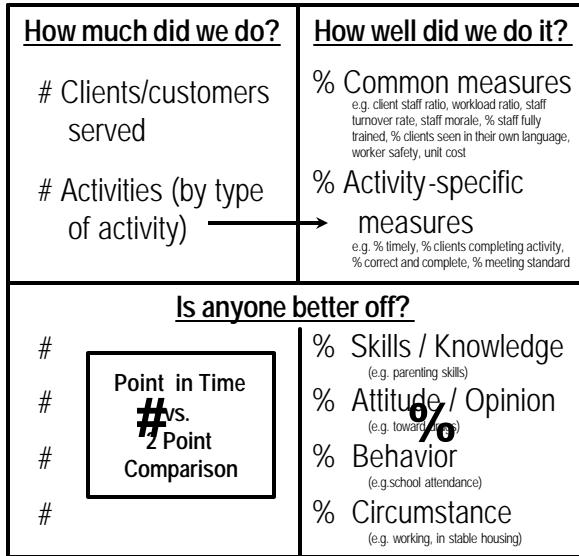 How much did we do?
# Clients/customers
served
# Activities (by type
of activity)
How well did we do it?
% Common measures
e.g. client staff ratio, workload ratio, staff
turnover rate, staff morale, % staff fully
trained, % clients seen in their own language,
worker safety, unit cost
% Activity-specific
measures
e.g. % timely, % clients completing activity,
% correct and complete, % meeting standard
Is anyone better off?
#
#
#
#
Point in Time
vs.
2 Point
Comparison
#
% Skills / Knowledge
(e.g. parenting skills)
% Attitude / Opinion
(e.g. toward drugs)
%
% Behavior
(e.g.school attendance)
% Circumstance
(e.g. working, in stable housing)